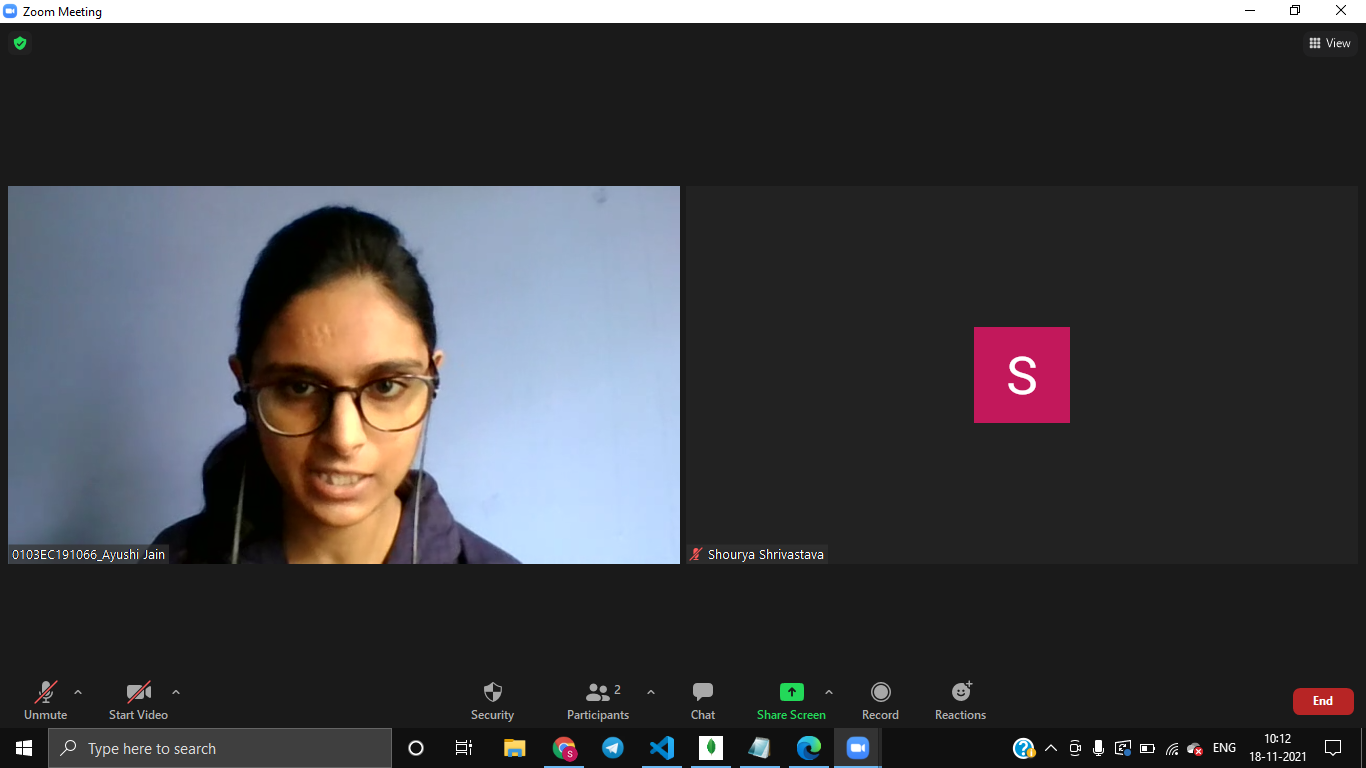 Zoom Meeting
View
0103EC191066_Ayushi Jain
S
Shourya Shrivastava
Unmute
Start Video
Security
2
Participants
Chat
Share Screen
Record
Reactions
End
Type here to search
S
ENG
10:12
18-11-2021